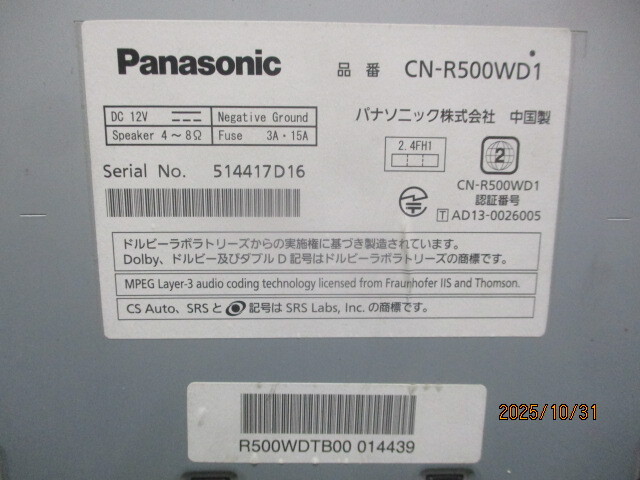 Panasonic 品番 CN-R500WD1
DC 12V Negative Ground
Speaker 4～8Ω Fuse 3A・15A
パナソニック株式会社 中国製
2.4FH1
2
Serial No. 514417D16
CN-R500WD1
認証番号
T AD13-0026005
ドルビーラボラトリーズからの実施権に基づき製造されています。
Dolby、ドルビー及びダブル D 記号はドルビーラボラトリーズの商標です。
MPEG Layer-3 audio coding technology licensed from Fraunhofer IIS and Thomson.
CS Auto、SRS と 記号は SRS Labs, Inc. の商標です。
2025/10/31
R500WDTB00 014439